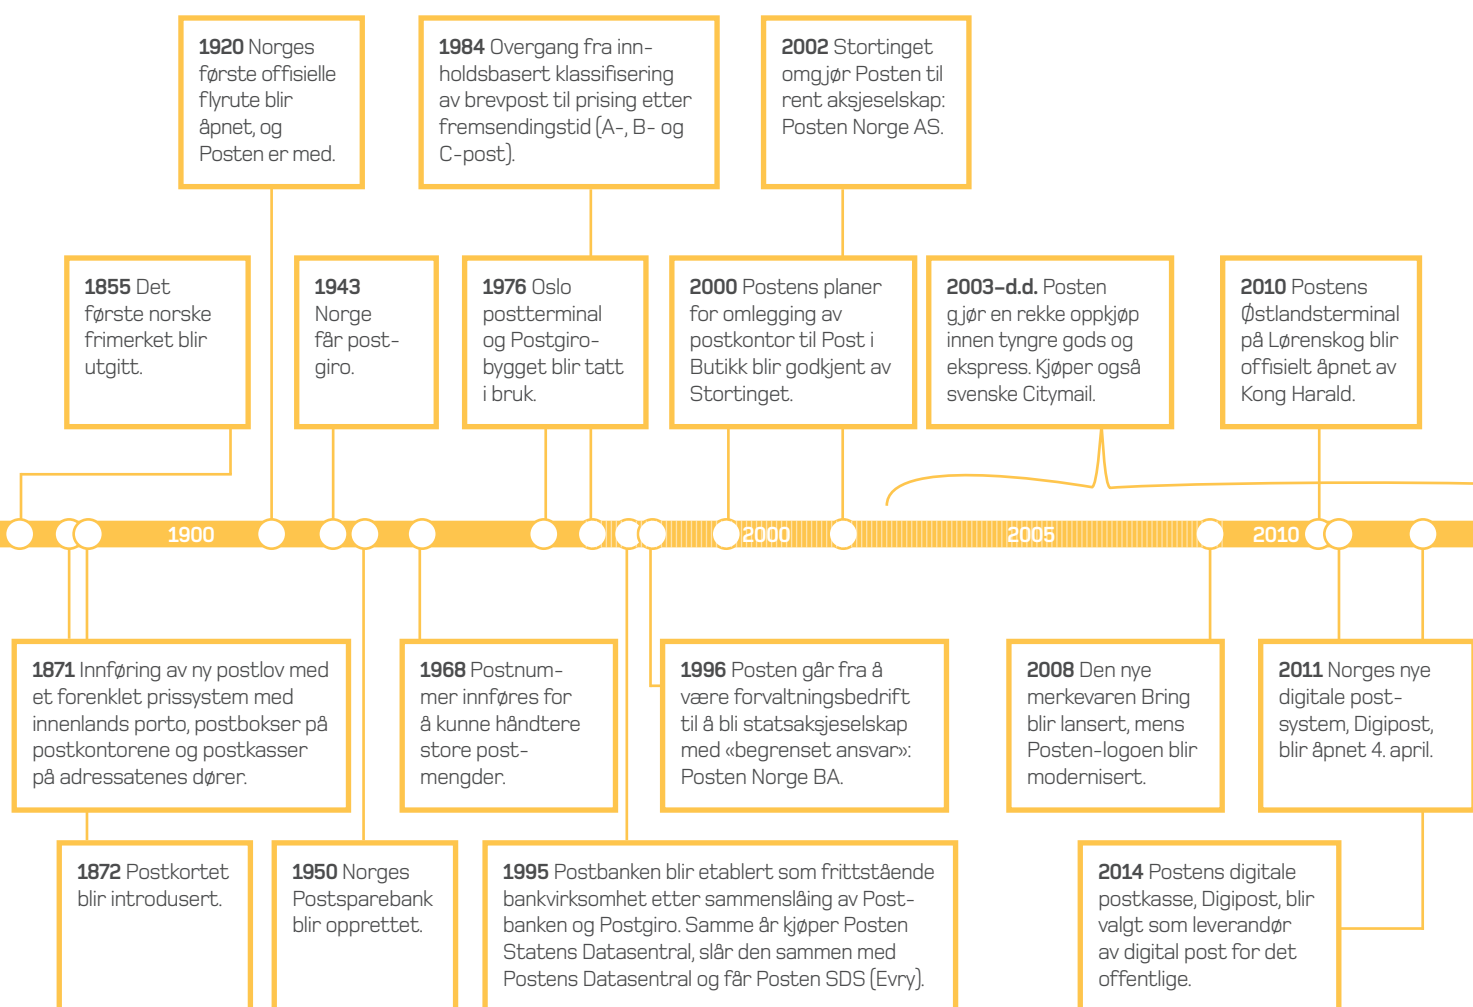 1920 Norges
første offisielle
flyrute blir
åpnet, og
Posten er med.
1984 Overgang fra inn-
holdsbasert klassifisering
av brevpost til prising etter
fremsendingstid (A-, B- og
C-post).
2002 Stortinget
omgjør Posten til
rent aksjeselskap:
Posten Norge AS.
1855 Det
første norske
frimerket blir
utgitt.
1943
Norge
får post-
giro.
1976 Oslo
postterminal
og Postgiro-
bygget blir tatt
i bruk.
2000 Postens planer
for omlegging av
postkontor til Post i
Butikk blir godkjent av
Stortinget.
2003–d.d. Posten
gjør en rekke oppkjøp
innen tyngre gods og
ekspress. Kjøper også
svenske Citymail.
2010 Postens
Østlandsterminal
på Lørenskog blir
offisielt åpnet av
Kong Harald.
1900
2000
2005
2010
1871 Innføring av ny postlov med
et forenklet prissystem med
innenlands porto, postbokser på
postkontorene og postkasser
på adressatenes dører.
1968 Postnum-
mer innføres for
å kunne håndtere
store post-
mengder.
1996 Posten går fra å
være forvaltningsbedrift
til å bli statsaksjeselskap
med «begrenset ansvar»:
Posten Norge BA.
2008 Den nye
merkevaren Bring
blir lansert, mens
Posten-logoen blir
modernisert.
2011 Norges nye
digitale post-
system, Digipost,
blir åpnet 4. april.
1872 Postkortet
blir introdusert.
1950 Norges
Postsparebank
blir opprettet.
1995 Postbanken blir etablert som frittstående
bankvirksomhet etter sammenslåing av Post-
banken og Postgiro. Samme år kjøper Posten
Statens Datasentral, slår den sammen med
Postens Datasentral og får Posten SDS (Evry).
2014 Postens digitale
postkasse, Digipost, blir
valgt som leverandør
av digital post for det
offentlige.